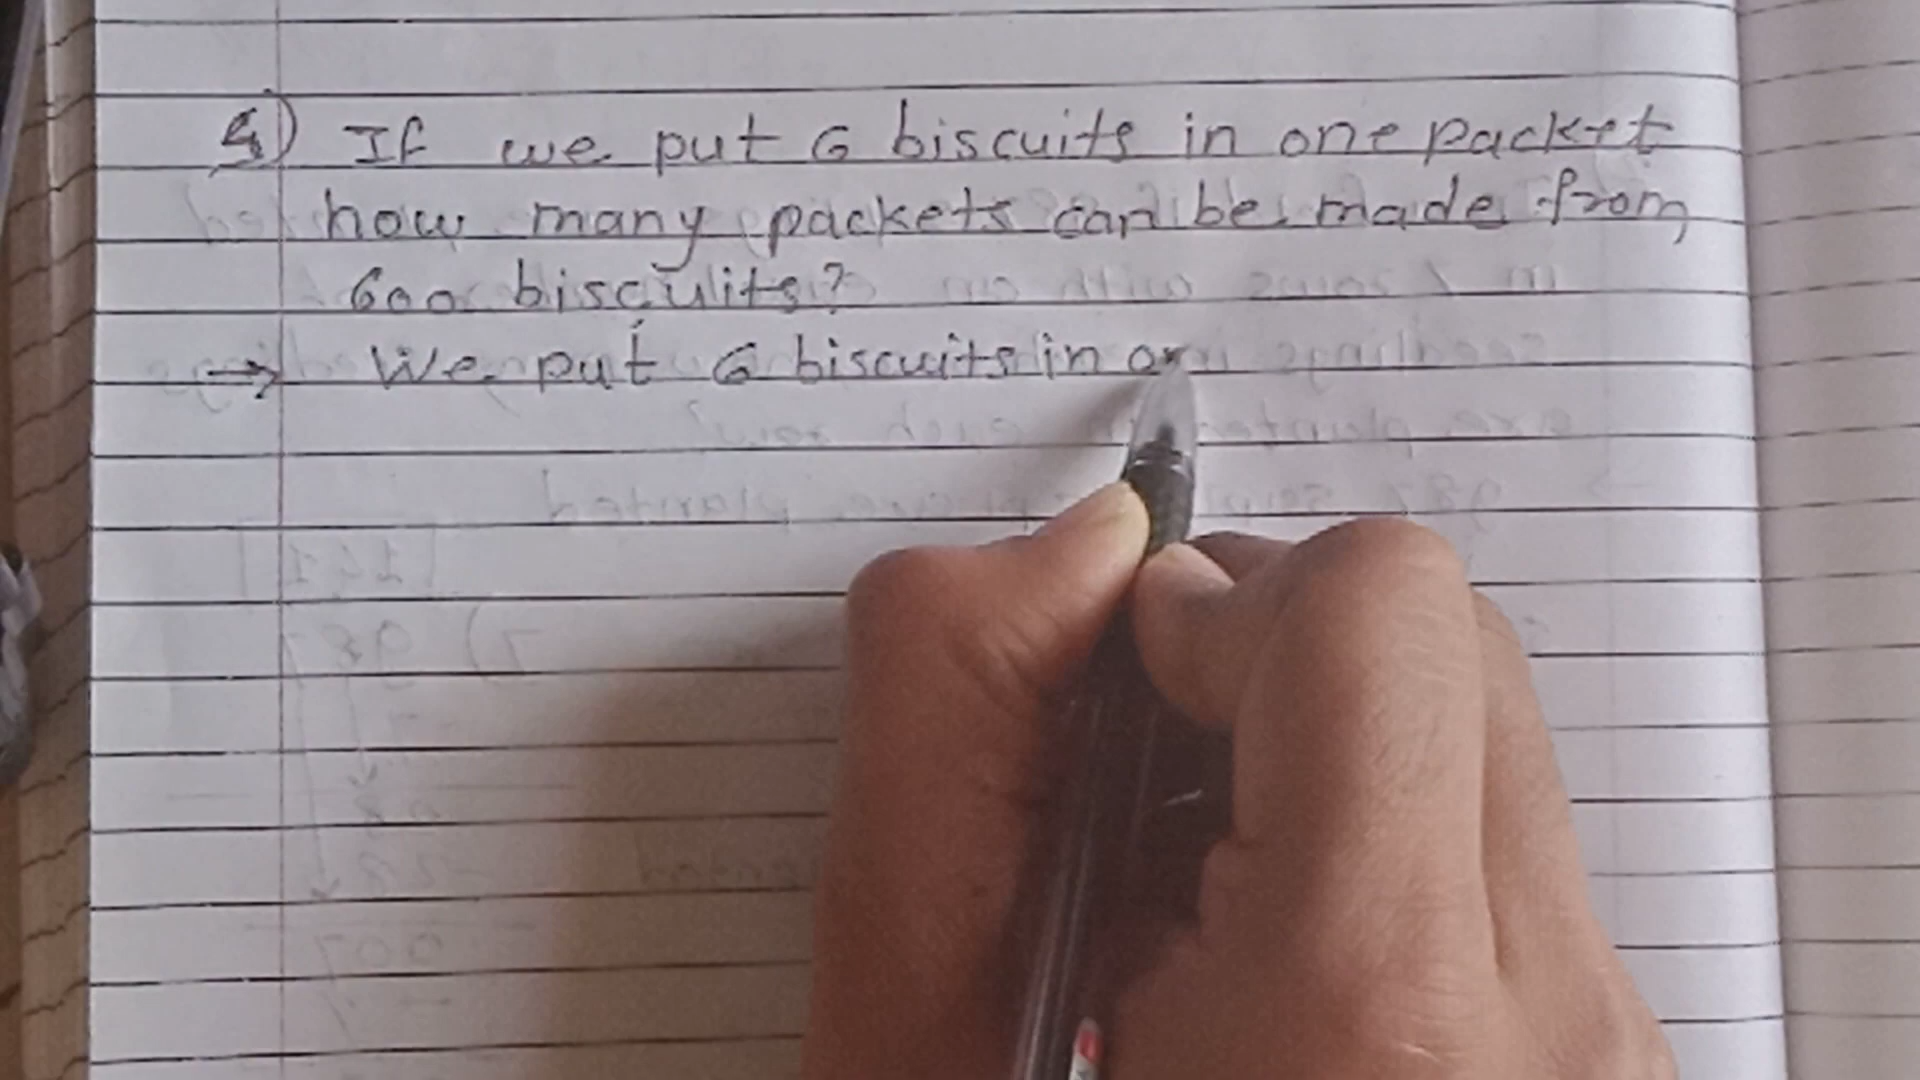 4) If we put 6 biscuits in one packet
how many packets can be made from
600 biscuits?
→ We put 6 biscuits in on